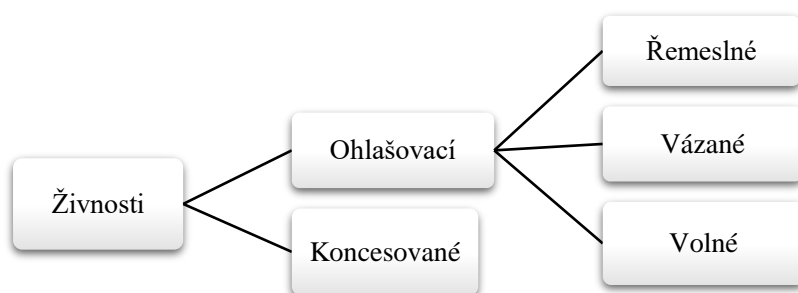 Živnosti
Ohlašovací
Koncesované
Řemeslné
Vázané
Volné